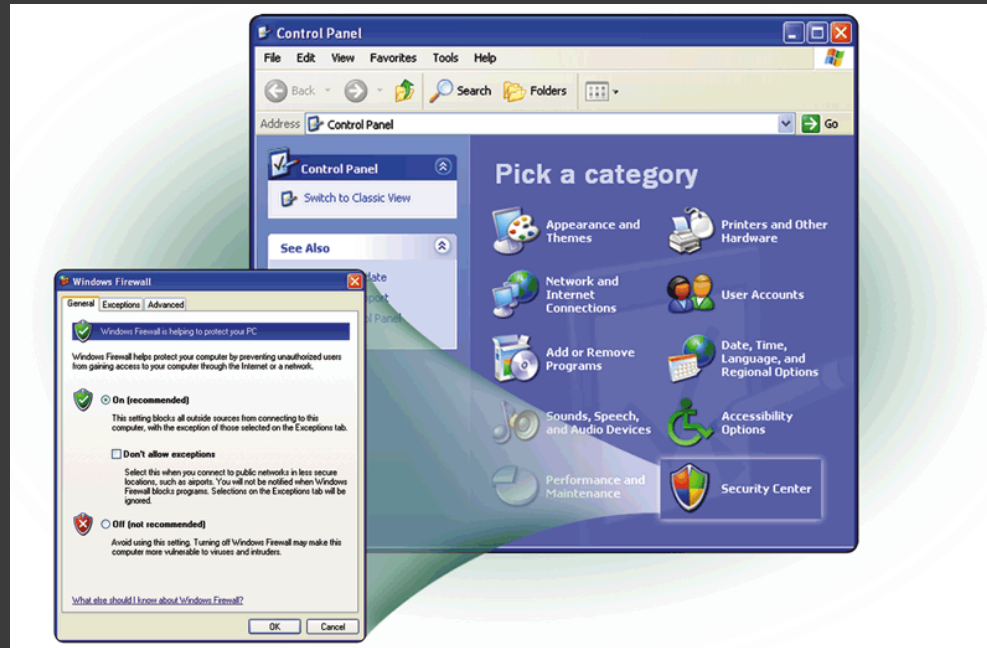 Control Panel
File Edit View Favorites Tools Help
Back Search Folders
Address Control Panel Go
Control Panel
Switch to Classic View
See Also
Pick a category
Appearance and
Themes
Printers and Other
Hardware
Network and
Internet
Connections
User Accounts
Add or Remove
Programs
Date, Time,
Language, and
Regional Options
Sounds, Speech,
and Audio Devices
Accessibility
Options
Performance and
Maintenance
Security Center
Windows Firewall
General Exceptions Advanced
Windows Firewall is helping to protect your PC
Windows Firewall helps protect your computer by preventing unauthorized users
from gaining access to your computer through the Internet or a network.
On (recommended)
This setting blocks all outside sources from connecting to this
computer, with the exception of those selected on the Exceptions tab.
Don't allow exceptions
Select this when you connect to public networks in less secure
locations, such as airports. You will not be notified when Windows
Firewall blocks programs. Selections on the Exceptions tab will be
ignored.
Off (not recommended)
Avoid using this setting. Turning off Windows Firewall may make this
computer more vulnerable to viruses and intruders.
What else should I know about Windows Firewall?
OK Cancel